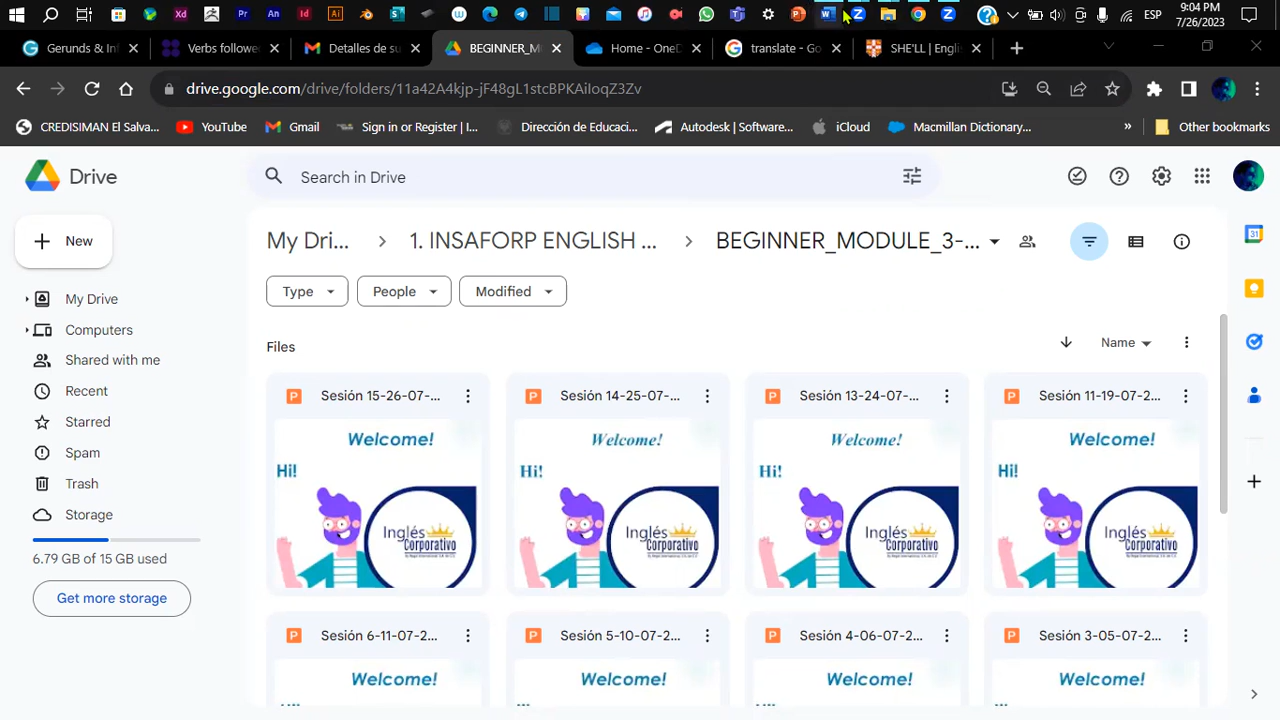 ESP
9:04 PM
7/26/2023
Gerunds & Inf
Verbs followe
Detalles de su
BEGINNER_M
Home - OneD
translate - Go
SHE'LL | Engli
drive.google.com/drive/folders/11a42A4kjp-jF48gL1stcBPKAiIoqZ3Zv
CREDISIMAN El Salva...
YouTube
Gmail
Sign in or Register | I...
Dirección de Educaci...
Autodesk | Software...
iCloud
Macmillan Dictionary...
»
Other bookmarks
Drive
Search in Drive
New
My Dri... > 1. INSAFORP ENGLISH ... > BEGINNER_MODULE_3-...
Type
People
Modified
My Drive
Computers
Shared with me
Recent
Starred
Spam
Trash
Storage
6.79 GB of 15 GB used
Get more storage
Files
Name
Sesión 15-26-07-...
Sesión 14-25-07-...
Sesión 13-24-07-...
Sesión 11-19-07-2...
Welcome!
Hi!
Inglés
Corporativo
Welcome!
Hi!
Inglés
Corporativo
Welcome!
Hi!
Inglés
Corporativo
Welcome!
Hi!
Inglés
Corporativo
Sesión 6-11-07-2...
Sesión 5-10-07-2...
Sesión 4-06-07-2...
Sesión 3-05-07-2...
Welcome!
Welcome!
Welcome!
Welcome!